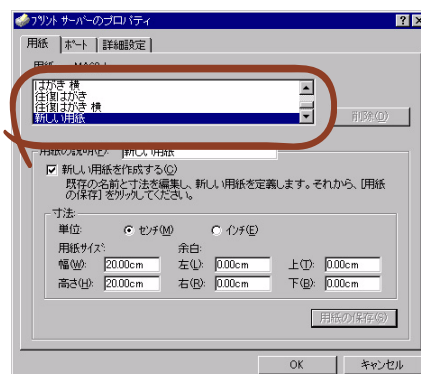 プリント サーバーのプロパティ
用紙 ポート 詳細設定
はがき 横
往復はがき
往復はがき 横
新しい用紙
削除(D)
新しい用紙
新しい用紙を作成する(C)
既存の名前と寸法を編集し、新しい用紙を定義します。それから、[用紙
の保存] をクリックしてください。
寸法:
単位: センチ(M) インチ(E)
用紙サイズ: 余白:
幅(W): 20.00cm 左(L): 0.00cm 上(T): 0.00cm
高さ(H): 20.00cm 右(R): 0.00cm 下(B): 0.00cm
用紙の保存(S)
OK キャンセル